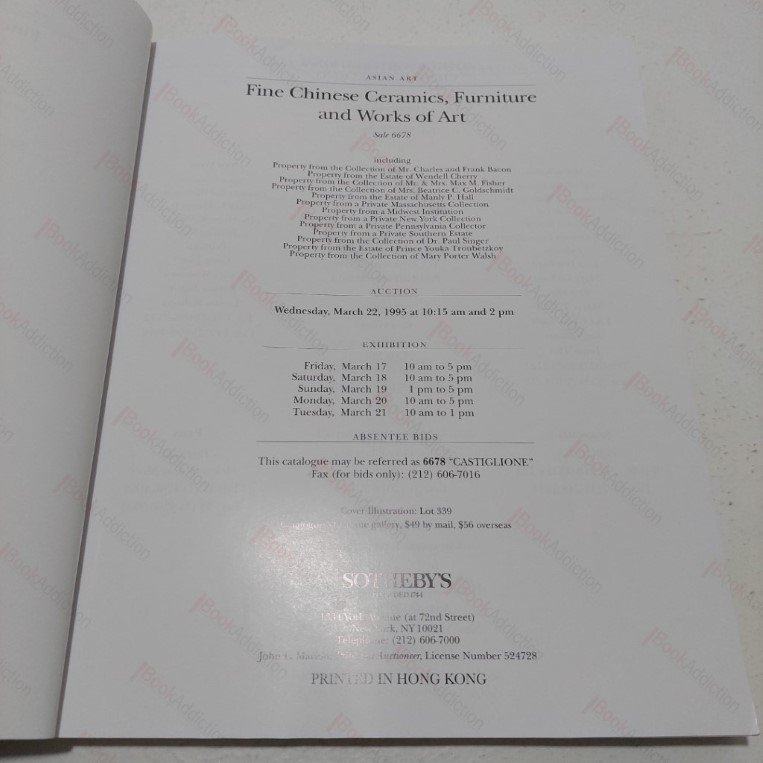 ASIAN ART
Fine Chinese Ceramics, Furniture
and Works of Art
Sale 6678
including
Property from the Collection of Mr. Charles and Frank Bacon
Property from the Estate of Wendell Cherry
Property from the Collection of Mr. & Mrs. Max M. Fisher
Property from the Collection of Mrs. Beatrice C. Goldschmidt
Property from the Estate of Manly P. Hall
Property from a Private Massachusetts Collection
Property from a Midwest Institution
Property from a Private New York Collection
Property from a Private Pennsylvania Collector
Property from a Private Southern Estate
Property from the Collection of Dr. Paul Singer
Property from the Estate of Prince Youka Troubetzkoy
Property from the Collection of Mary Porter Walsh
AUCTION
Wednesday, March 22, 1995 at 10:15 am and 2 pm
EXHIBITION
Friday, March 17 10 am to 5 pm
Saturday, March 18 10 am to 5 pm
Sunday, March 19 1 pm to 5 pm
Monday, March 20 10 am to 5 pm
Tuesday, March 21 10 am to 1 pm
ABSENTEE BIDS
This catalogue may be referred as 6678 "CASTIGLIONE"
Fax (for bids only): (212) 606-7016
Cover Illustration: Lot 339
gallery, $49 by mail, $56 overseas
SOTHEBY'S
(at 72nd Street)
NY 10021
Telephone: (212) 606-7000
John Auctioneer, License Number 524728
PRINTED IN HONG KONG
BookAddiction